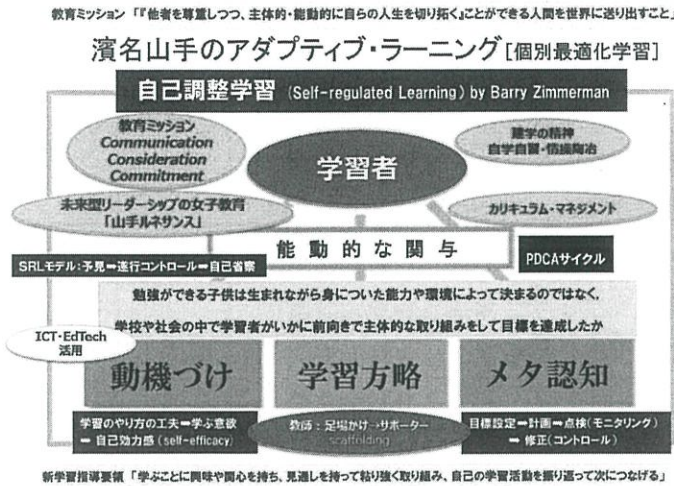 教育ミッション「『他者を尊重しつつ、主体的・能動的に自らの人生を切り拓く』ことができる人間を世界に送り出すこと」
濱名山手のアダプティブ・ラーニング[個別最適化学習]
自己調整学習 (Self-regulated Learning) by Barry Zimmerman
教育ミッション
Communication
Consideration
Commitment
学習者
建学の精神
自学自習・情操陶冶
未来型リーダーシップの女子教育
「山手ルネサンス」
カリキュラム・マネジメント
能動的な関与
SRLモデル:予見➡遂行コントロール➡自己省察
PDCAサイクル
勉強ができる子供は生まれながら身についた能力や環境によって決まるのではなく、
学校や社会の中で学習者がいかに前向きで主体的な取り組みをして目標を達成したか
ICT・EdTech
活用
動機づけ
学習方略
メタ認知
学習のやり方の工夫➡学ぶ意欲
➡自己効力感(self-efficacy)
教師:足場かけ→サポーター
scaffolding
目標設定➡計画➡点検(モニタリング)
➡修正(コントロール)
新学習指導要領「学ぶことに興味や関心を持ち、見通しを持って粘り強く取り組み、自己の学習活動を振り返って次につなげる」